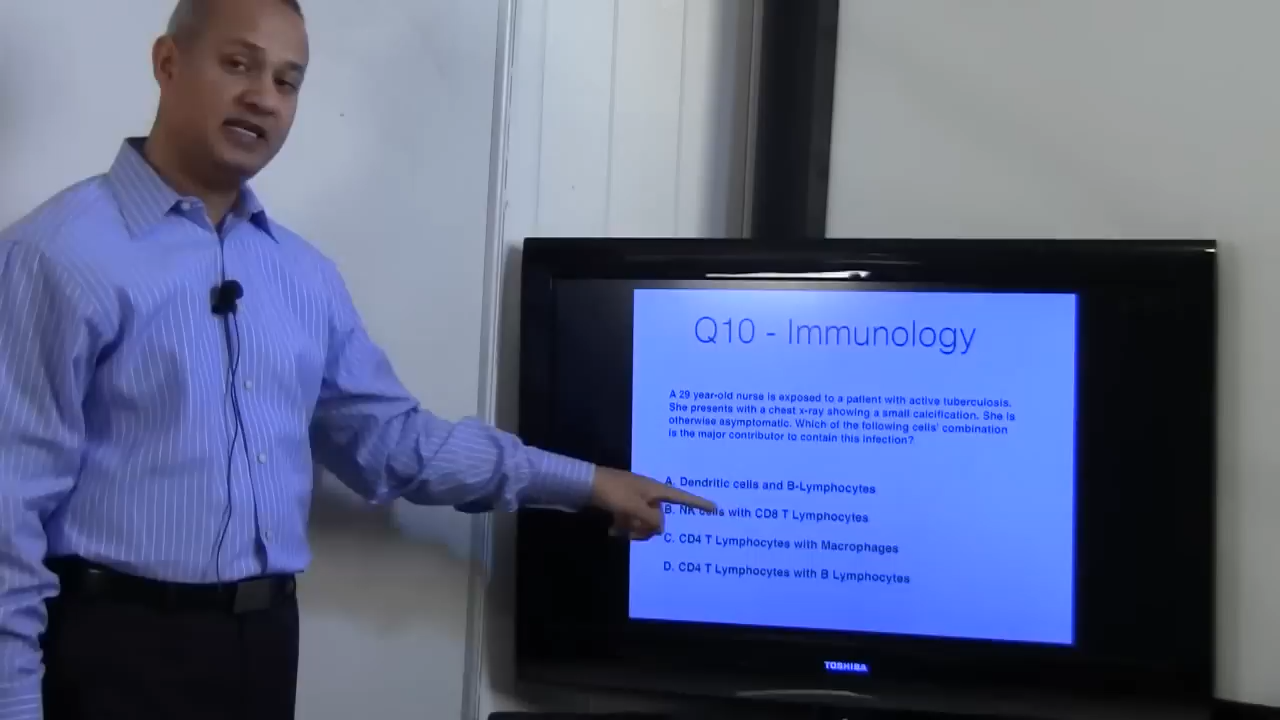 Q10 - Immunology
A 29 year-old nurse is exposed to a patient with active tuberculosis.
She presents with a chest x-ray showing a small calcification. She is
otherwise asymptomatic. Which of the following cells' combination
is the major contributor to contain this infection?
A. Dendritic cells and B-Lymphocytes
B. NK cells with CD8 T Lymphocytes
C. CD4 T Lymphocytes with Macrophages
D. CD4 T Lymphocytes with B Lymphocytes
TOSHIBA